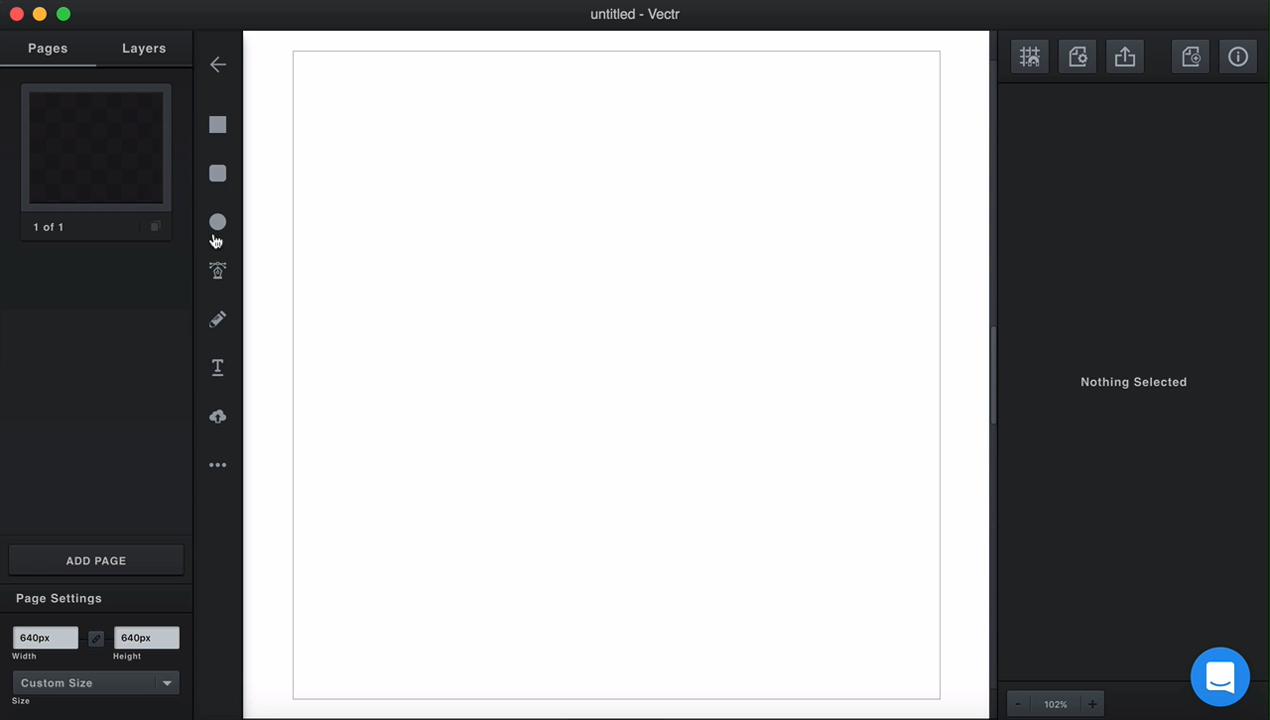 untitled - Vectr
Pages
Layers
1 of 1
Nothing Selected
ADD PAGE
Page Settings
640px
640px
Width
Height
Custom Size
Size
- 102% +